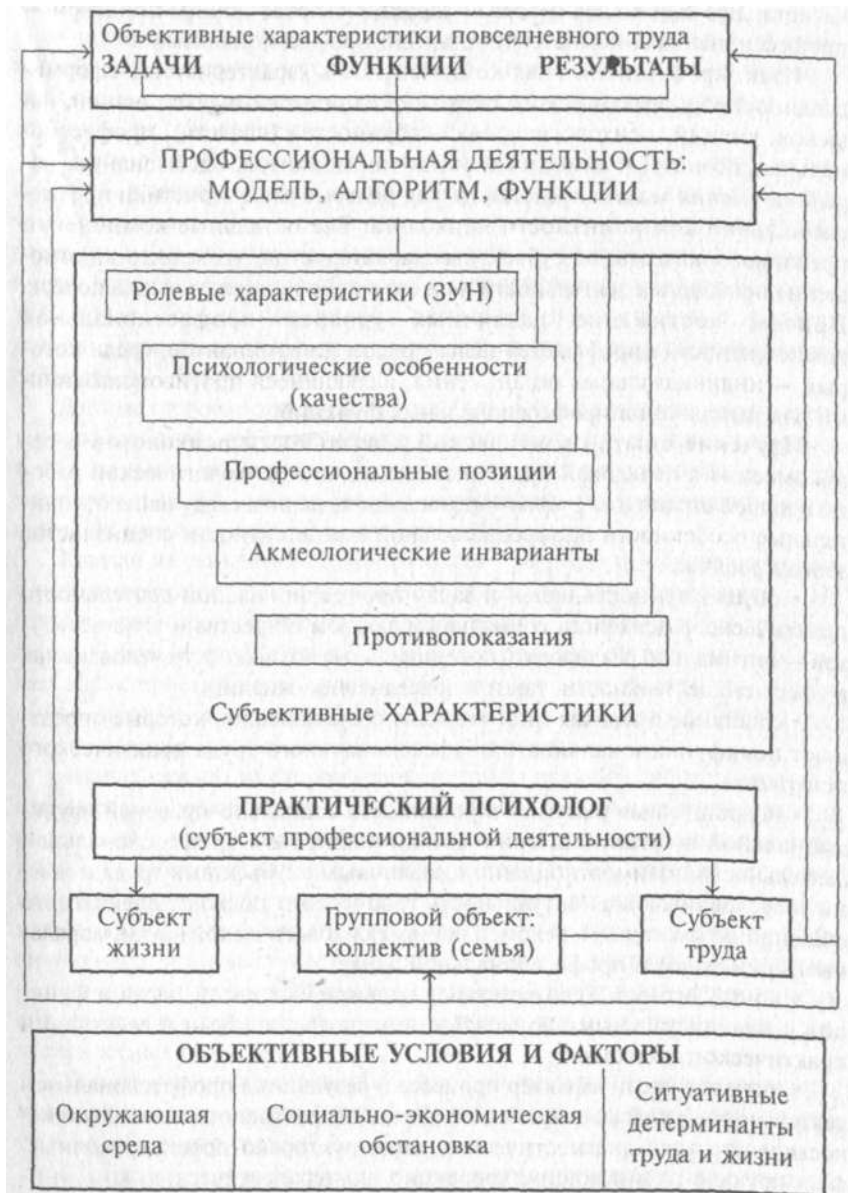 Объективные характеристики повседневного труда
ЗАДАЧИ ФУНКЦИИ РЕЗУЛЬТАТЫ
ПРОФЕССИОНАЛЬНАЯ ДЕЯТЕЛЬНОСТЬ:
МОДЕЛЬ, АЛГОРИТМ, ФУНКЦИИ
Ролевые характеристики (ЗУН)
Психологические особенности
(качества)
Профессиональные позиции
Акмеологические инварианты
Противопоказания
Субъективные ХАРАКТЕРИСТИКИ
ПРАКТИЧЕСКИЙ ПСИХОЛОГ
(субъект профессиональной деятельности)
Субъект
жизни
Групповой объект:
коллектив (семья)
Субъект
труда
ОБЪЕКТИВНЫЕ УСЛОВИЯ И ФАКТОРЫ
Окружающая
среда
Социально-экономическая
обстановка
Ситуативные
детерминанты
труда и жизни